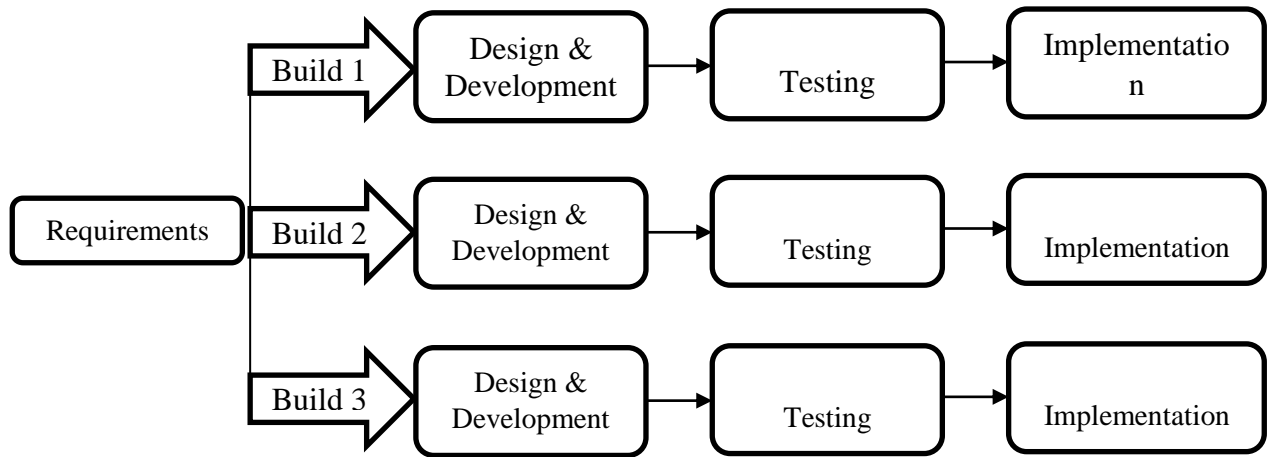 Build 1
Design &
Development
Testing
Implementatio
n
Requirements
Build 2
Design &
Development
Testing
Implementation
Build 3
Design &
Development
Testing
Implementation